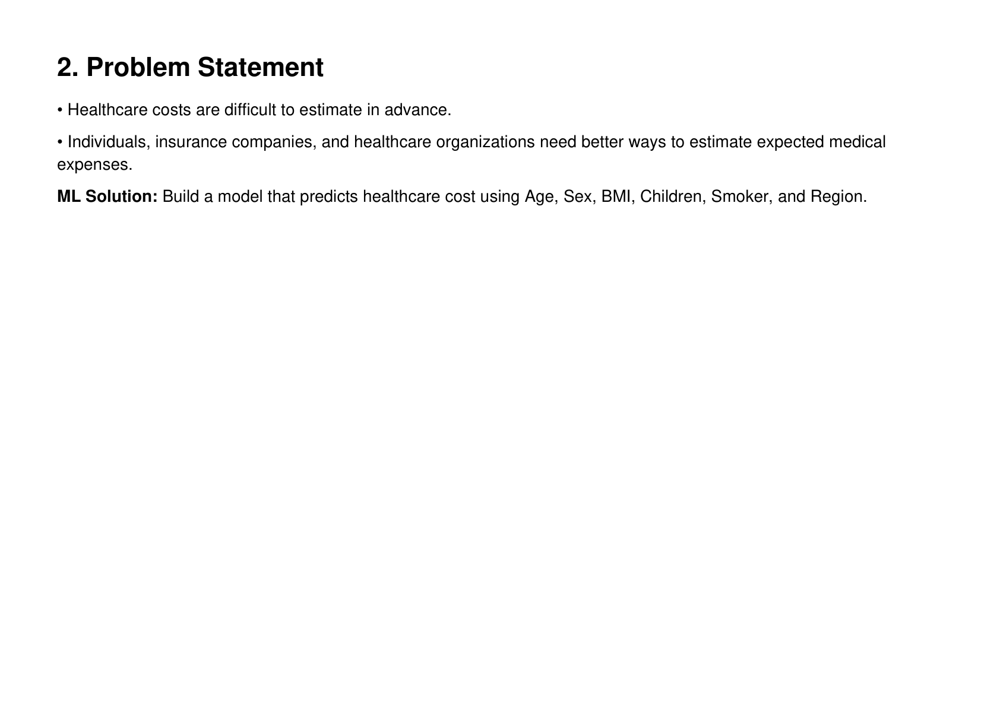 2. Problem Statement
• Healthcare costs are difficult to estimate in advance.
• Individuals, insurance companies, and healthcare organizations need better ways to estimate expected medical
expenses.
ML Solution: Build a model that predicts healthcare cost using Age, Sex, BMI, Children, Smoker, and Region.